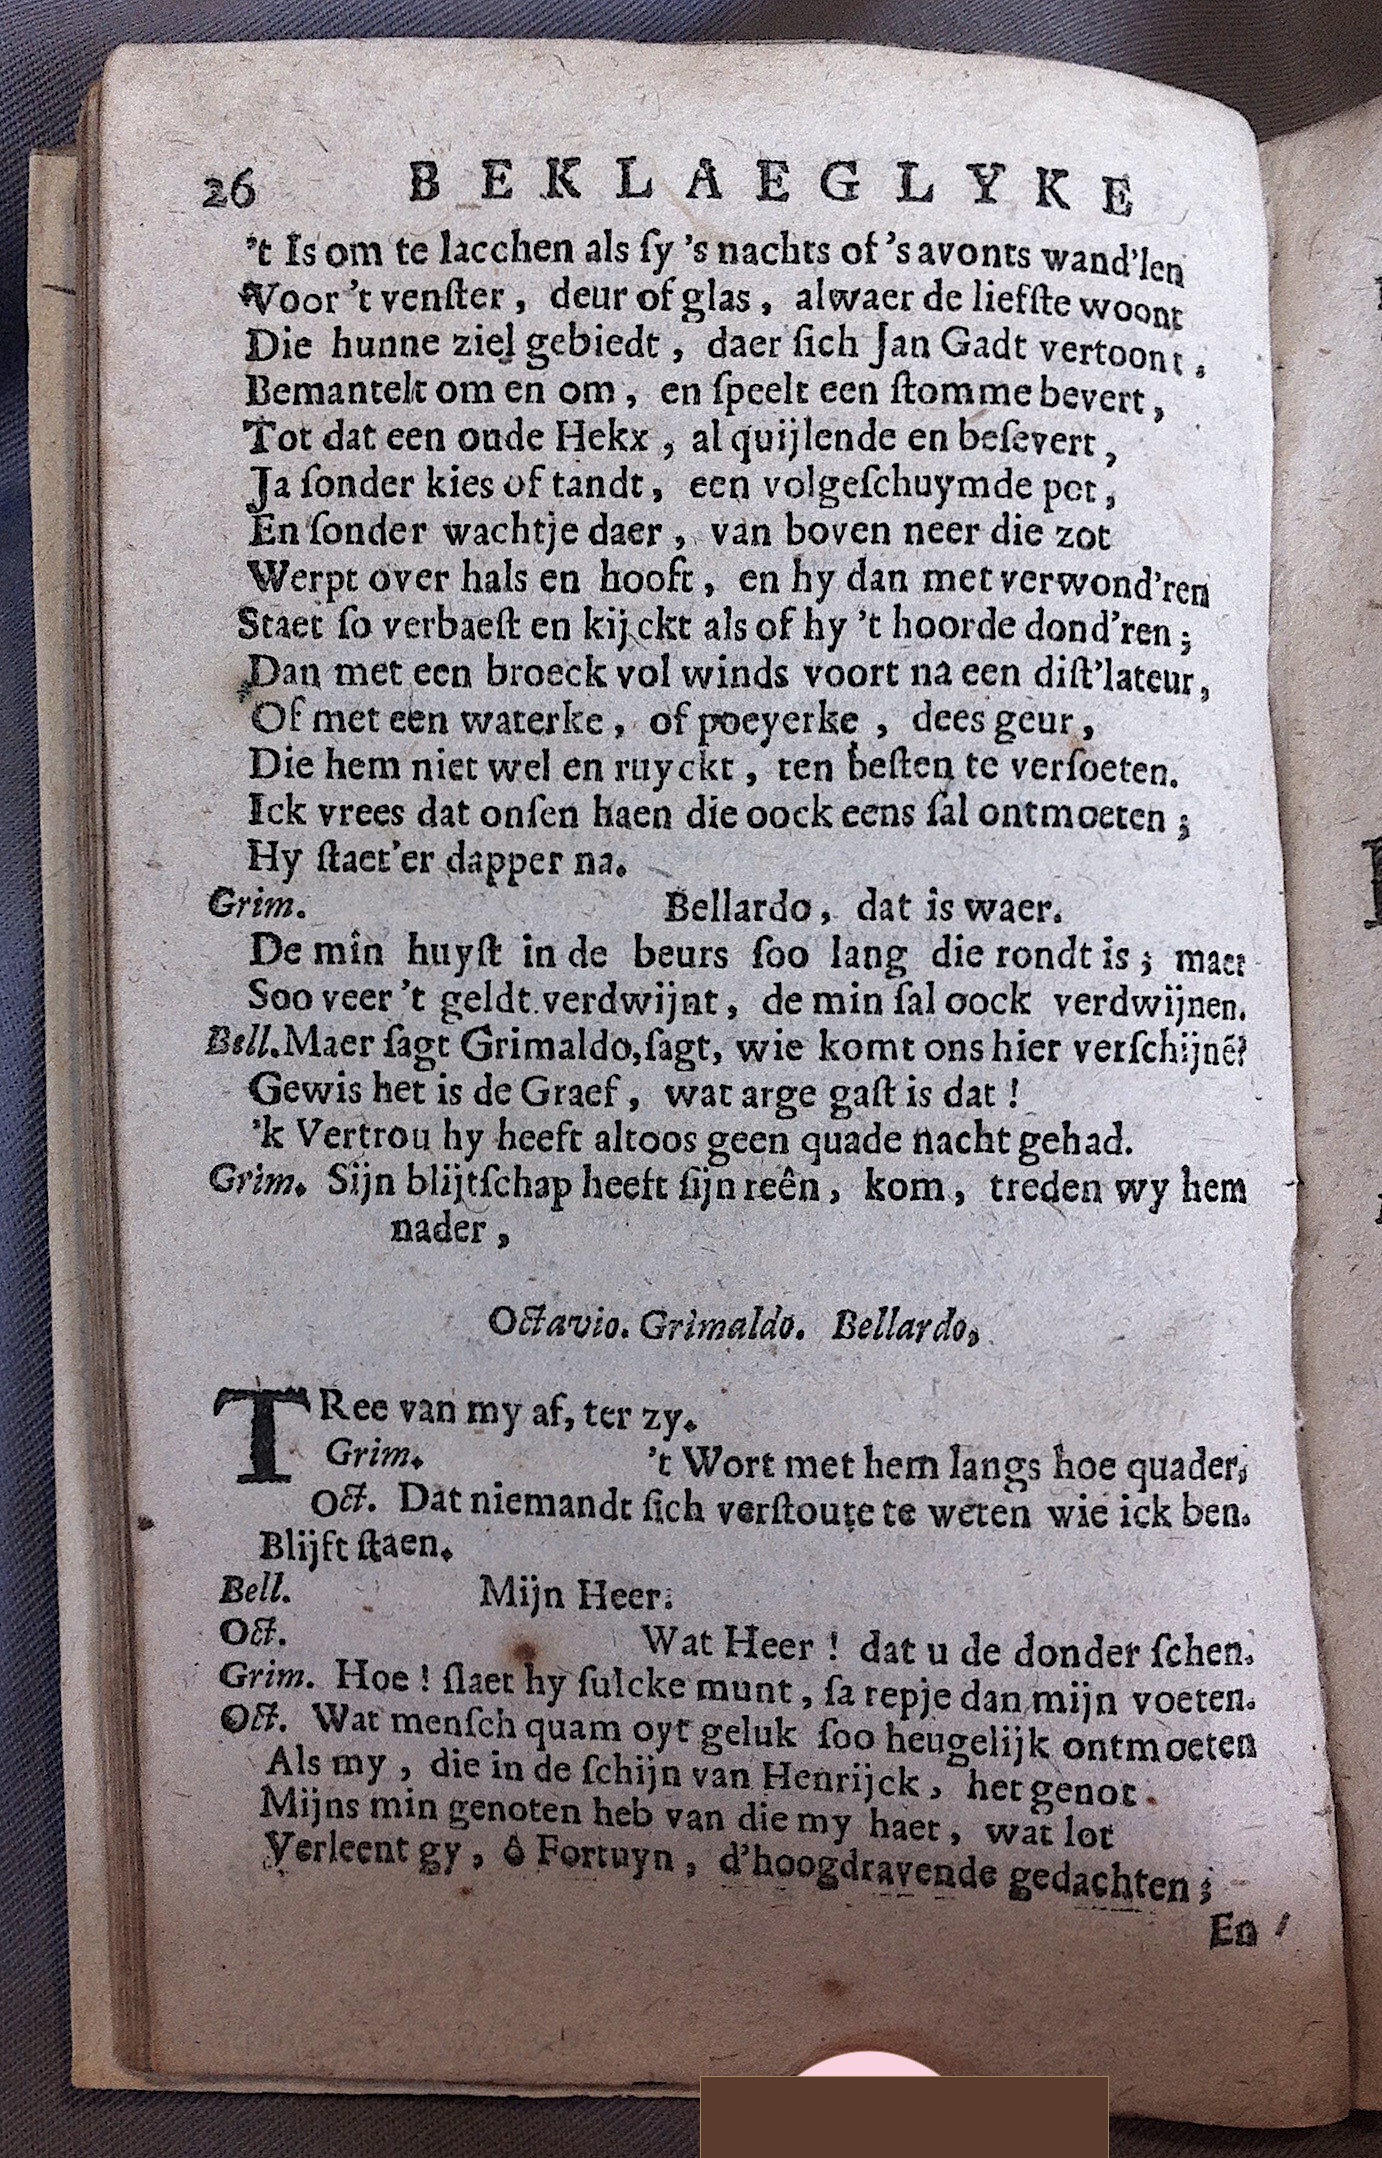 26 BEKLAEGLYKE
't Is om te lacchen als ſy 's nachts of 's avonts wand'len
Voor 't venſter, deur of glas, alwaer de liefſte woont
Die hunne ziel gebiedt, daer ſich Jan Gadt vertoont,
Bemantelt om en om, en ſpeelt een ſtomme bevert,
Tot dat een oude Hekx, al quijlende en beſevert,
Ja ſonder kies of tandt, een volgeſchuymde pot,
En ſonder wachtje daer, van boven neer die zot
Werpt over hals en hooft, en hy dan met verwond'ren
Staet ſo verbaeſt en kijckt als of hy 't hoorde dond'ren;
Dan met een broeck vol winds voort na een diſt'lateur,
Of met een waterke, of poeyerke, dees geur,
Die hem niet wel en ruyckt, ten beſten te verſoeten.
Ick vrees dat onſen haen die oock eens ſal ontmoeten;
Hy ſtaet'er dapper na.
Grim. Bellardo, dat is waer.
De mîn huyſt in de beurs ſoo lang die rondt is; maer
Soo veer 't geldt verdwijnt, de min ſal oock verdwijnen.
Bell. Maer ſagt Grimaldo, ſagt, wie komt ons hier verſchijnē?
Gewis het is de Graef, wat arge gaſt is dat!
'k Vertrou hy heeft altoos geen quade nacht gehad.
Grim. Sijn blijtſchap heeft ſijn reên, kom, treden wy hem
nader,
Octavio. Grimaldo. Bellardo,
TRee van my af, ter zy.
Grim. 't Wort met hem langs hoe quader,
Oct. Dat niemandt ſich verſtoute te weten wie ick ben.
Blijft ſtaen.
Bell. Mijn Heer.
Oct. Wat Heer! dat u de donder ſchen.
Grim. Hoe! ſlaet hy ſulcke munt, ſa repje dan mijn voeten.
Oct. Wat menſch quam oyt geluk ſoo heugelijk ontmoeten
Als my, die in de ſchijn van Henrijck, het genot
Mijns min genoten heb van die my haet, wat lot
Verleent gy, ô Fortuyn, d'hoogdravende gedachten;
En